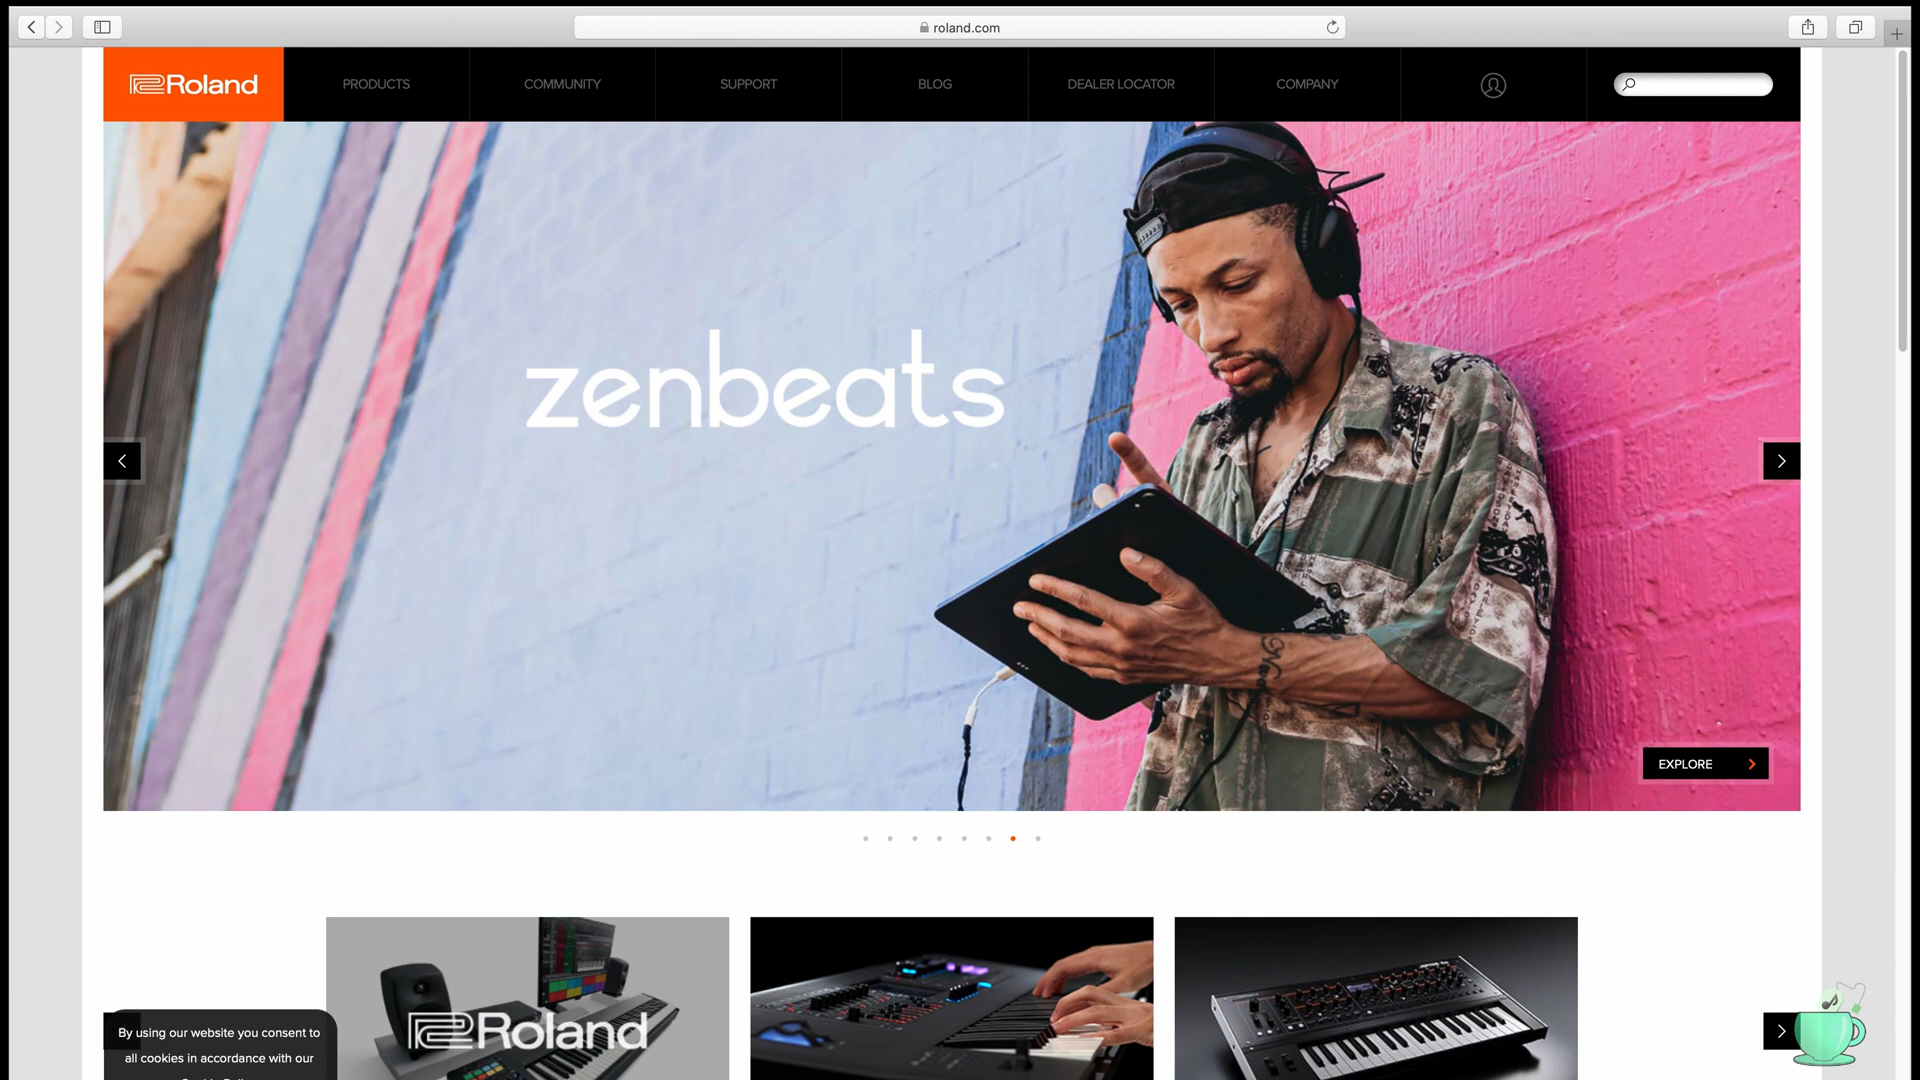 roland.com
Roland
PRODUCTS
COMMUNITY
SUPPORT
BLOG
DEALER LOCATOR
COMPANY
zenbeats
EXPLORE
Roland
By using our website you consent to
all cookies in accordance with our